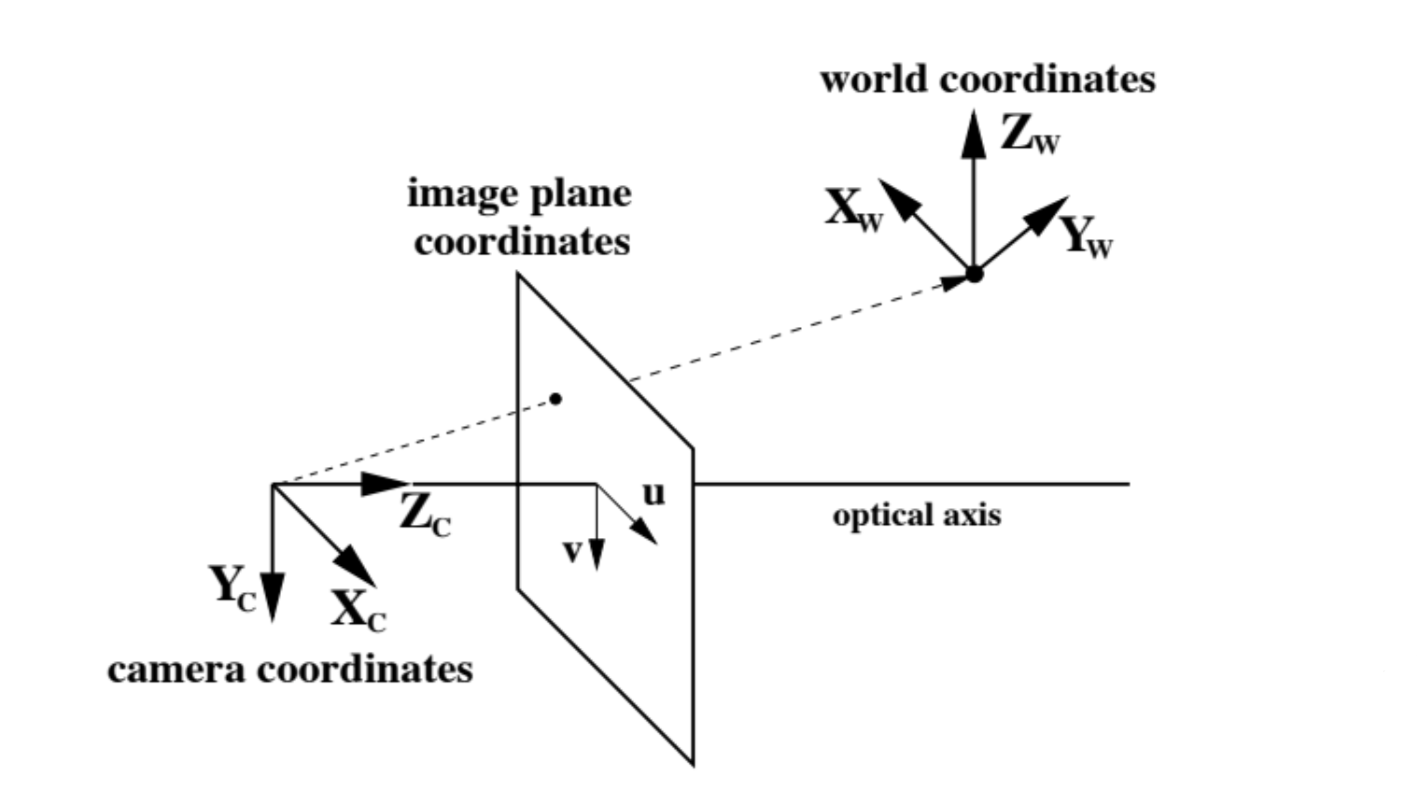 world coordinates
Z_W
X_W
Y_W
image plane
coordinates
u
v
Z_C
optical axis
Y_C
X_C
camera coordinates